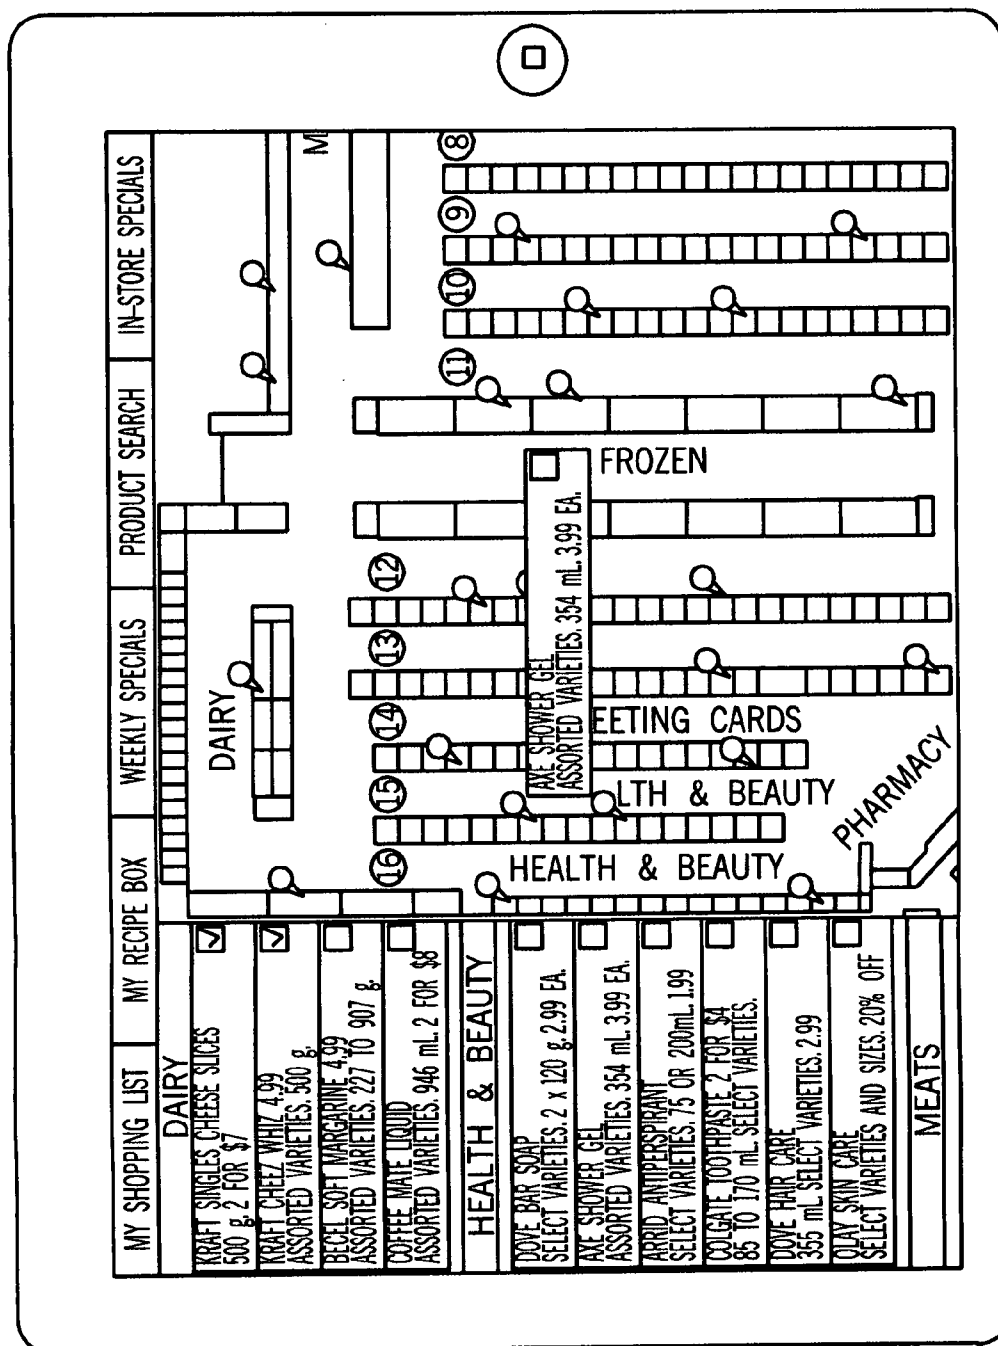 MY SHOPPING LIST
MY RECIPE BOX
WEEKLY SPECIALS
PRODUCT SEARCH
IN-STORE SPECIALS
DAIRY
KRAFT SINGLES CHEESE SLICES
500 g. 2 FOR $7
KRAFT CHEEZ WHIZ 4.99
ASSORTED VARIETIES. 500 g.
BECEL SOFT MARGARINE 4.99
ASSORTED VARIETIES. 227 TO 907 g.
COFFEE MATE LIQUID
ASSORTED VARIETIES. 946 mL. 2 FOR $8
HEALTH & BEAUTY
DOVE BAR SOAP
SELECT VARIETIES. 2 x 120 g. 2.99 EA.
AXE SHOWER GEL
ASSORTED VARIETIES. 354 mL. 3.99 EA.
ARRID ANTIPERSPIRANT
SELECT VARIETIES. 75 OR 200mL. 1.99
COLGATE TOOTHPASTE 2 FOR $4
85 TO 170 mL. SELECT VARIETIES.
DOVE HAIR CARE
355 mL. SELECT VARIETIES. 2.99
OLAY SKIN CARE
SELECT VARIETIES AND SIZES. 20% OFF
MEATS
DAIRY
M
16
15
14
13
12
11
10
9
8
AXE SHOWER GEL
ASSORTED VARIETIES. 354 mL. 3.99 EA.
FROZEN
EETING CARDS
LTH & BEAUTY
HEALTH & BEAUTY
PHARMACY